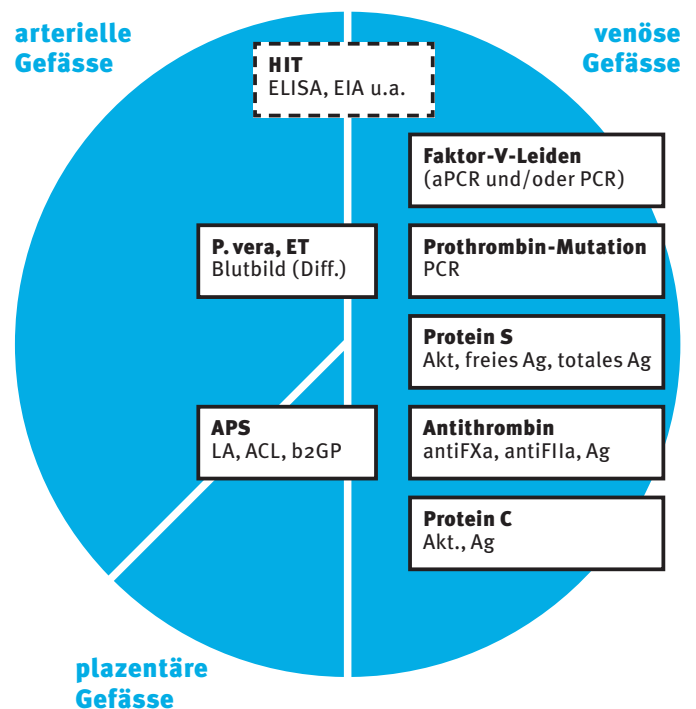 arterielle
Gefässe
venöse
Gefässe
HIT
ELISA, EIA u.a.
Faktor-V-Leiden
(aPCR und/oder PCR)
P. vera, ET
Blutbild (Diff.)
Prothrombin-Mutation
PCR
Protein S
Akt, freies Ag, totales Ag
APS
LA, ACL, b2GP
Antithrombin
antiFXa, antiFIIa, Ag
Protein C
Akt., Ag
plazentäre
Gefässe